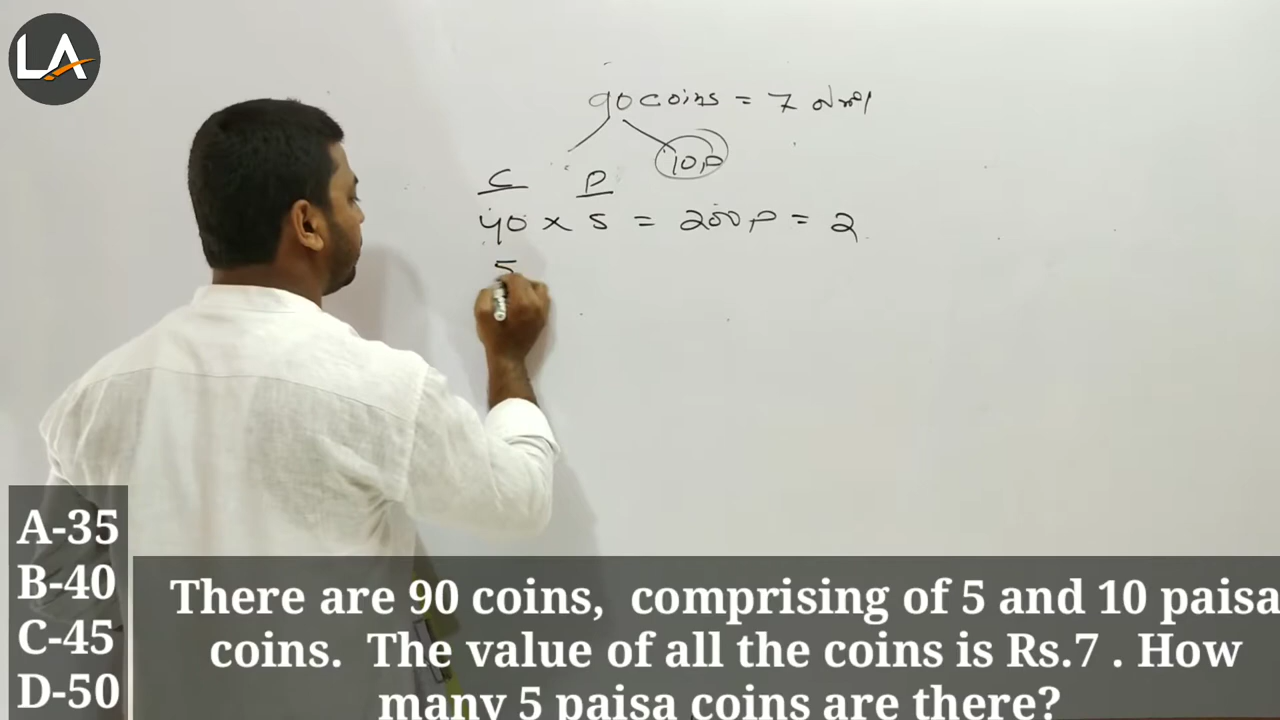 LA
90 coins = 7
10p
C P
40 x 5 = 200P = 2
5
A-35
B-40
C-45
D-50
There are 90 coins, comprising of 5 and 10 paisa
coins. The value of all the coins is Rs.7 . How
many 5 paisa coins are there?